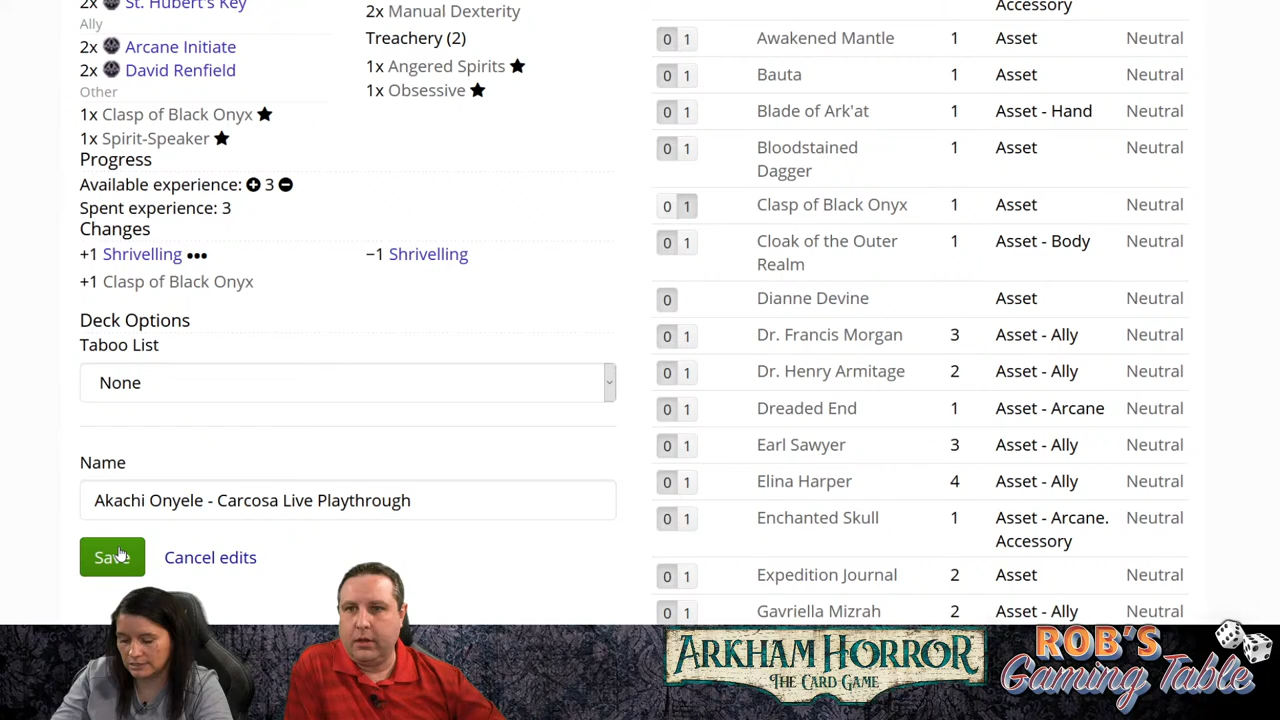 2x St. Hubert's Key
Ally
2x Arcane Initiate
2x David Renfield
Other
1x Clasp of Black Onyx ★
1x Spirit-Speaker ★
2x Manual Dexterity
Treachery (2)
1x Angered Spirits ★
1x Obsessive ★
Progress
Available experience: 3
Spent experience: 3
Changes
+1 Shrivelling ••• −1 Shrivelling
+1 Clasp of Black Onyx
Deck Options
Taboo List
None
Name
Akachi Onyele - Carcosa Live Playthrough
Save Cancel edits
Accessory
0 1 Awakened Mantle 1 Asset Neutral
0 1 Bauta 1 Asset Neutral
0 1 Blade of Ark'at 1 Asset - Hand Neutral
0 1 Bloodstained Dagger 1 Asset Neutral
0 1 Clasp of Black Onyx 1 Asset Neutral
0 1 Cloak of the Outer Realm 1 Asset - Body Neutral
0 Dianne Devine Asset Neutral
0 1 Dr. Francis Morgan 3 Asset - Ally Neutral
0 1 Dr. Henry Armitage 2 Asset - Ally Neutral
0 1 Dreaded End 1 Asset - Arcane Neutral
0 1 Earl Sawyer 3 Asset - Ally Neutral
0 1 Elina Harper 4 Asset - Ally Neutral
0 1 Enchanted Skull 1 Asset - Arcane. Accessory Neutral
0 1 Expedition Journal 2 Asset Neutral
0 1 Gavriella Mizrah 2 Asset - Ally Neutral
ARKHAM HORROR
THE CARD GAME
ROB'S
Gaming Table